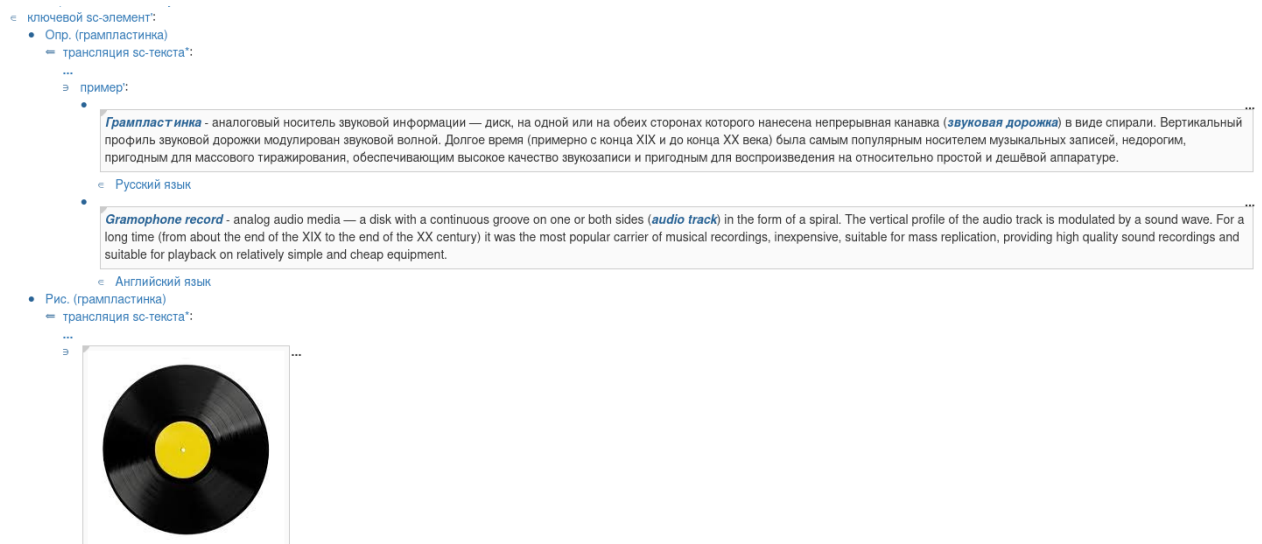 ∊ ключевой sc-элемент':
• Опр. (грампластинка)
⇐ трансляция sc-текста*:
...
∍ пример':
• ...
Грампластинка - аналоговый носитель звуковой информации — диск, на одной или на обеих сторонах которого нанесена непрерывная канавка (звуковая дорожка) в виде спирали. Вертикальный
профиль звуковой дорожки модулирован звуковой волной. Долгое время (примерно с конца XIX и до конца XX века) была самым популярным носителем музыкальных записей, недорогим,
пригодным для массового тиражирования, обеспечивающим высокое качество звукозаписи и пригодным для воспроизведения на относительно простой и дешёвой аппаратуре.
∊ Русский язык
• ...
Gramophone record - analog audio media — a disk with a continuous groove on one or both sides (audio track) in the form of a spiral. The vertical profile of the audio track is modulated by a sound wave. For a
long time (from about the end of the XIX to the end of the XX century) it was the most popular carrier of musical recordings, inexpensive, suitable for mass replication, providing high quality sound recordings and
suitable for playback on relatively simple and cheap equipment.
∊ Английский язык
• Рис. (грампластинка)
⇐ трансляция sc-текста*:
...
∍ ...